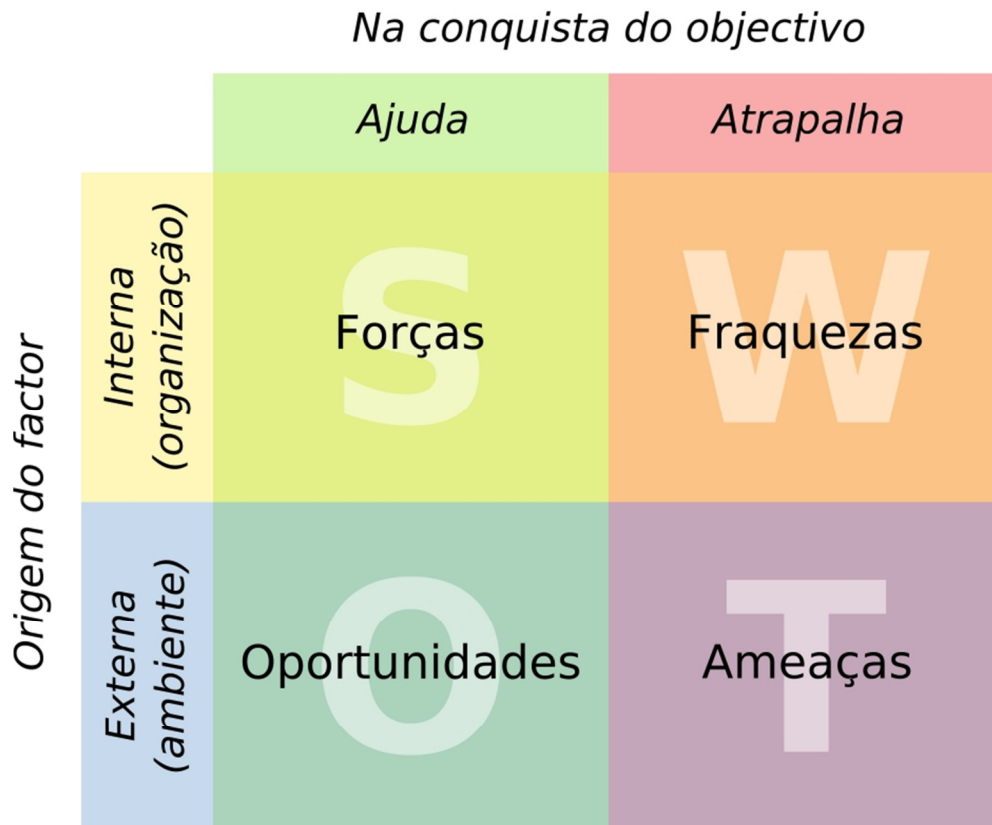 Na conquista do objectivo
Ajuda
Atrapalha
Origem do factor
Interna
(organização)
S
Forças
W
Fraquezas
Externa
(ambiente)
O
Oportunidades
T
Ameaças